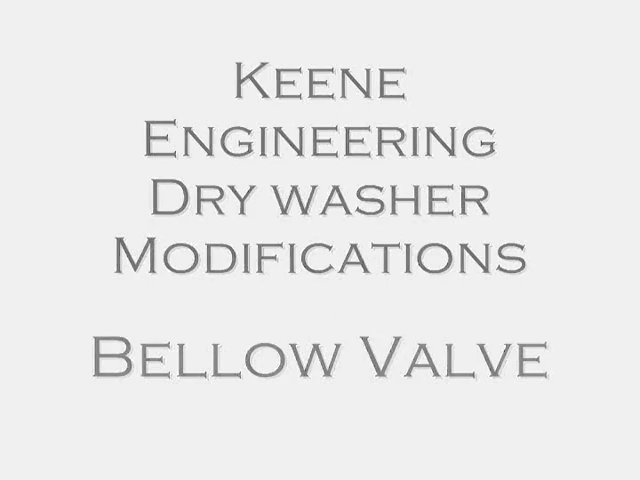 Keene
Engineering
Dry washer
Modifications
Bellow Valve